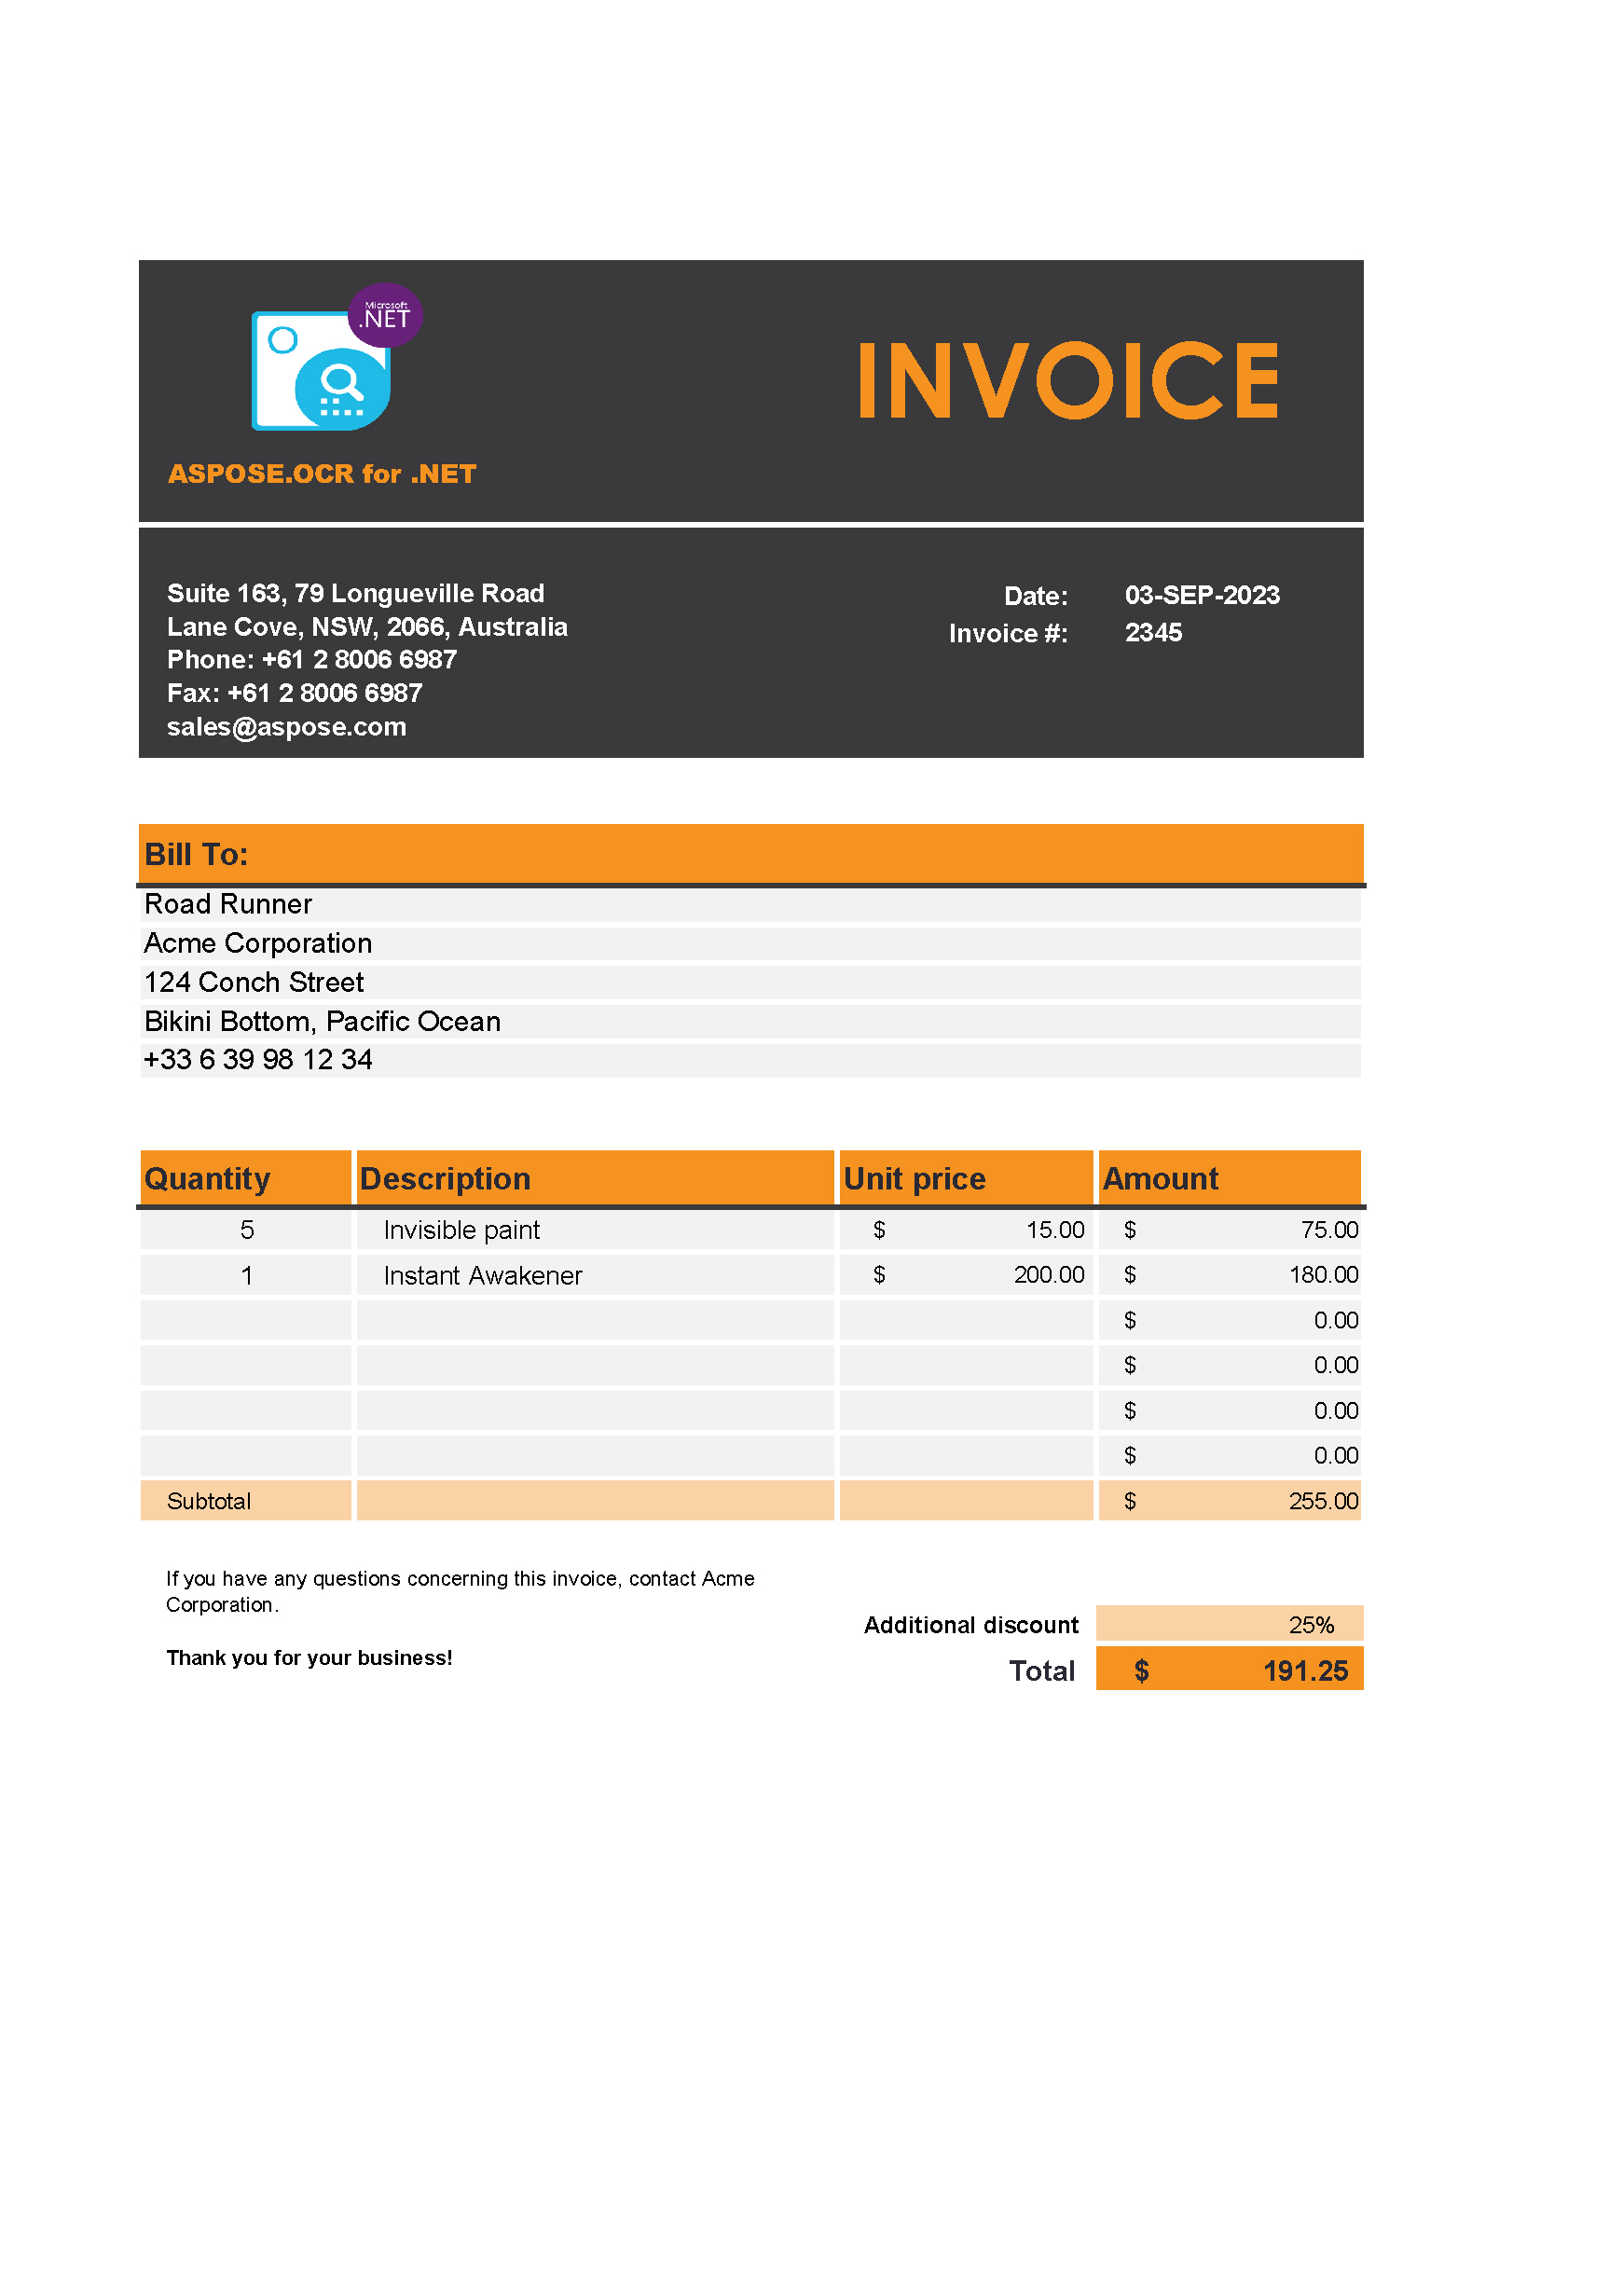 Microsoft
.NET
INVOICE
ASPOSE.OCR for .NET
Suite 163, 79 Longueville Road
Lane Cove, NSW, 2066, Australia
Phone: +61 2 8006 6987
Fax: +61 2 8006 6987
sales@aspose.com
Date: 03-SEP-2023
Invoice #: 2345
Bill To:
Road Runner
Acme Corporation
124 Conch Street
Bikini Bottom, Pacific Ocean
+33 6 39 98 12 34
Quantity Description Unit price Amount
5 Invisible paint $ 15.00 $ 75.00
1 Instant Awakener $ 200.00 $ 180.00
$ 0.00
$ 0.00
$ 0.00
$ 0.00
Subtotal $ 255.00
If you have any questions concerning this invoice, contact Acme
Corporation.
Thank you for your business!
Additional discount 25%
Total $ 191.25